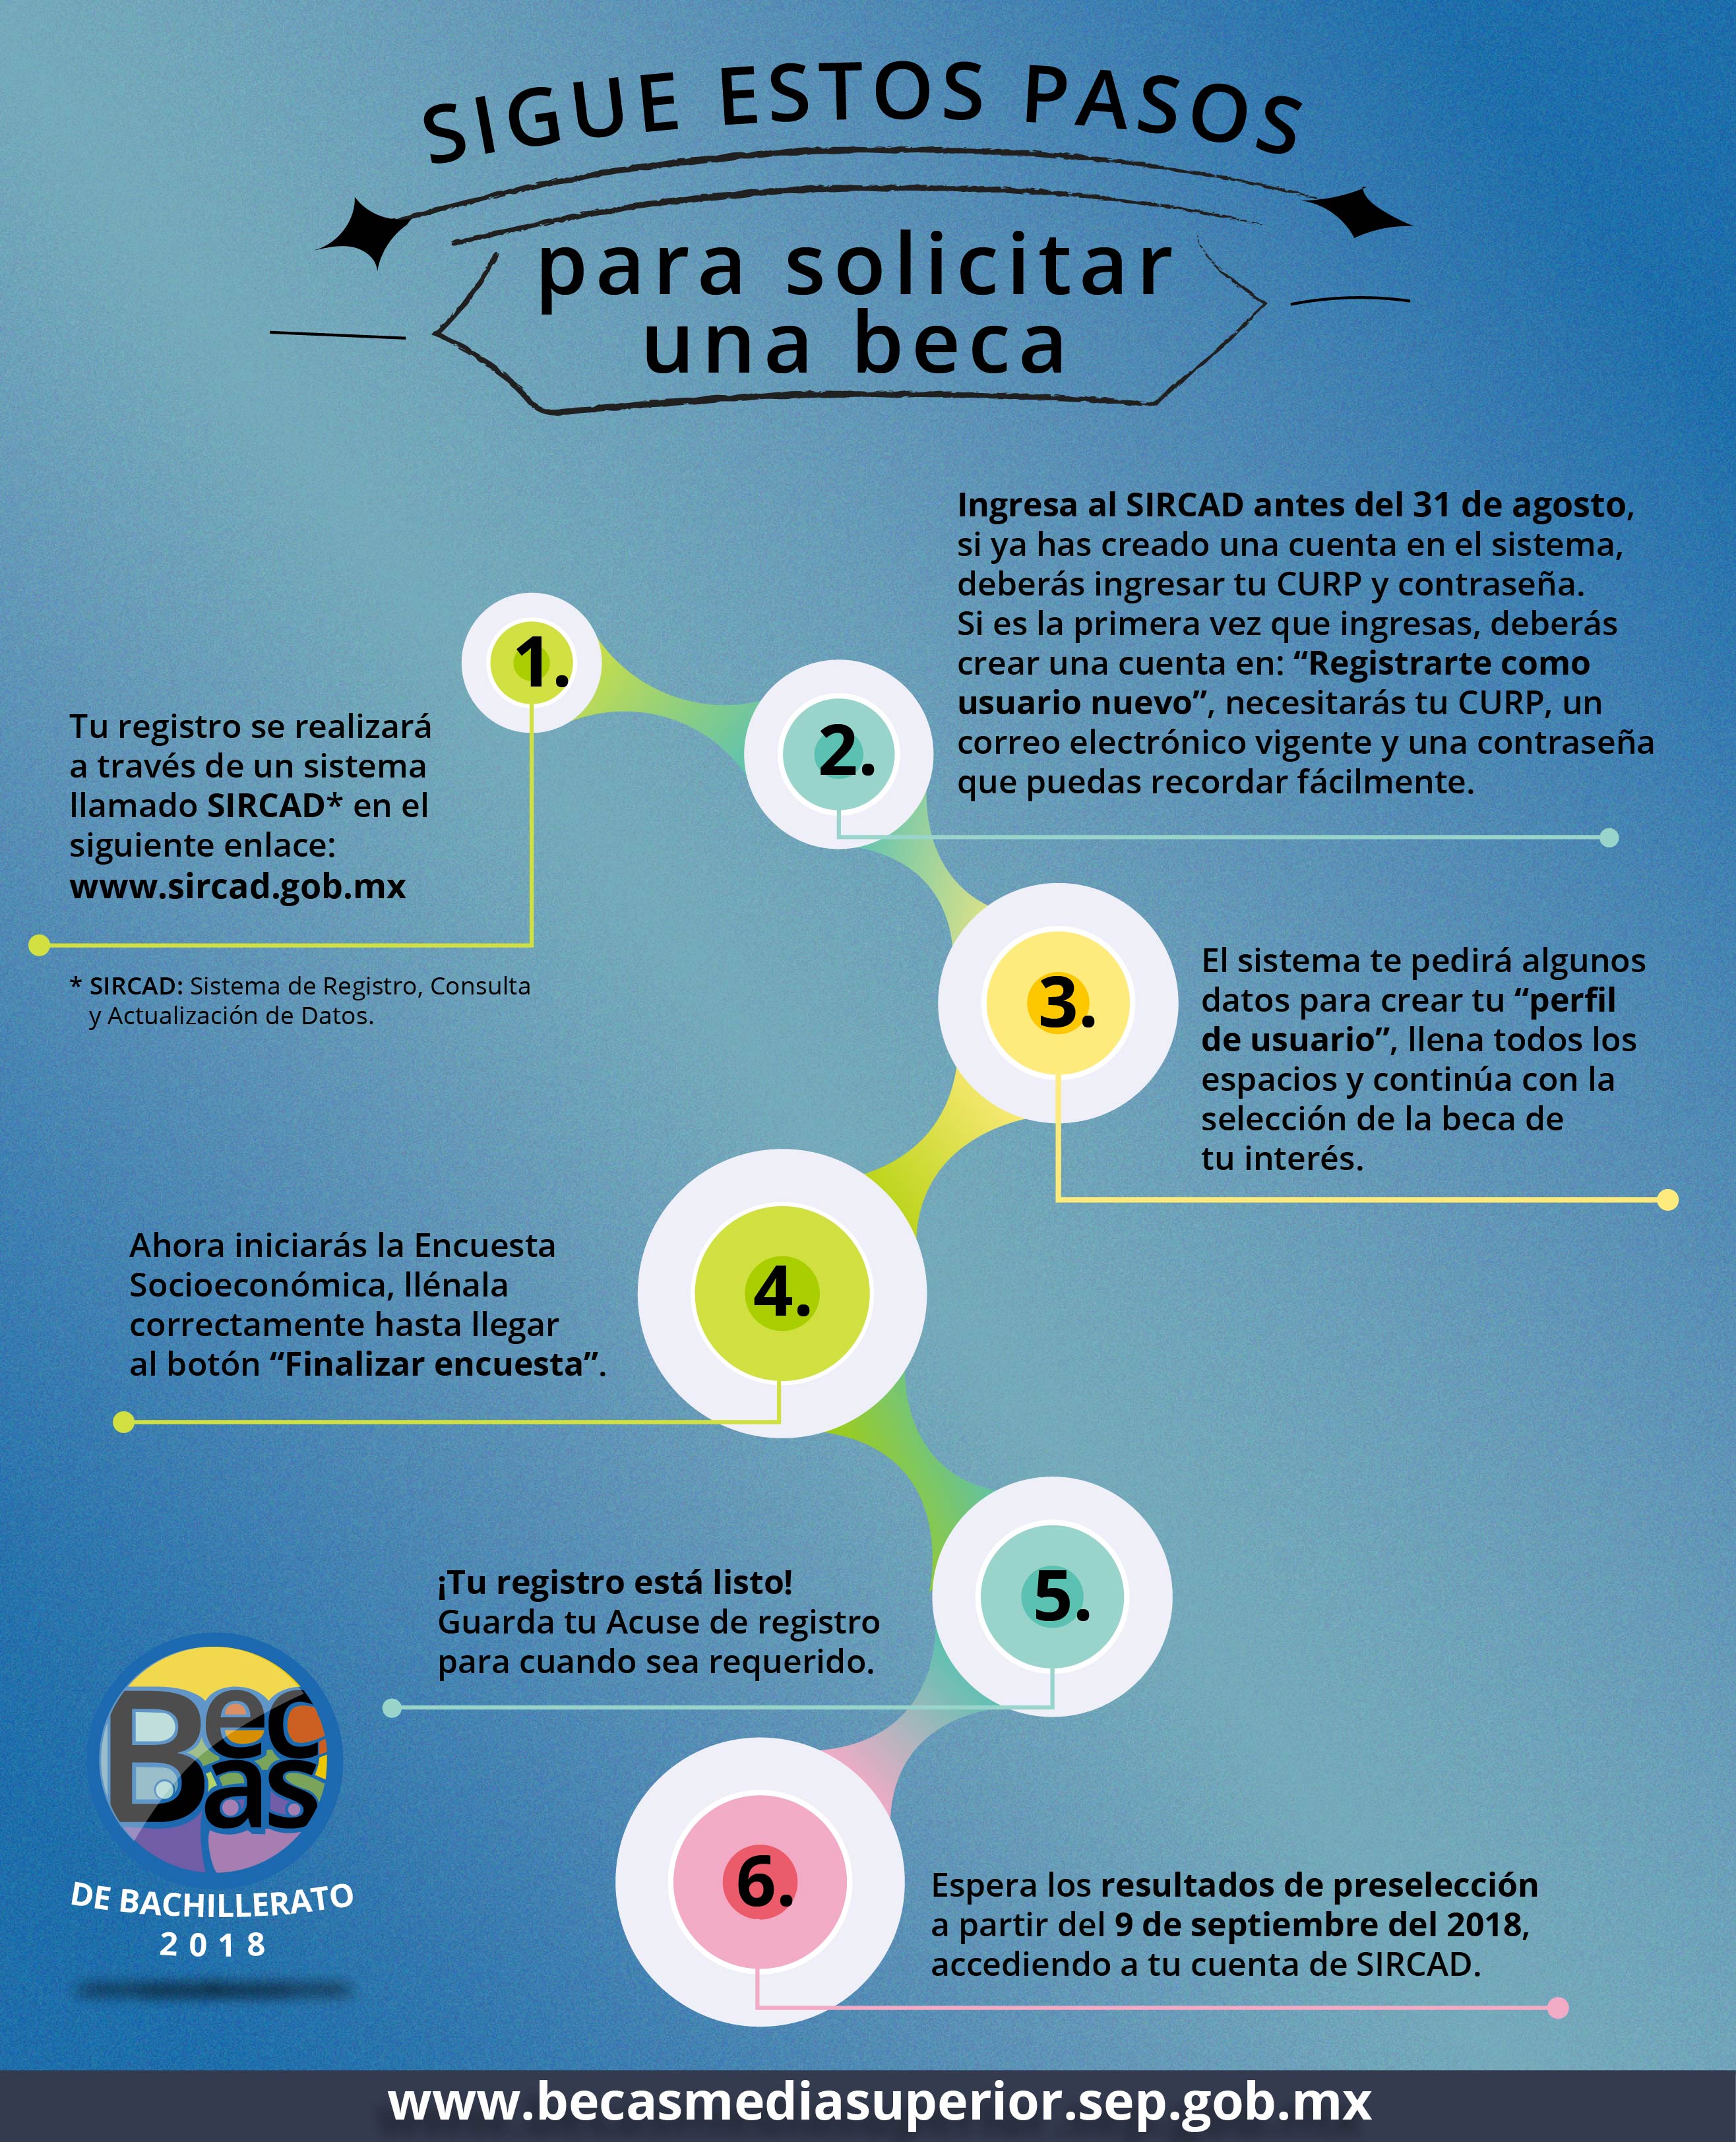 SIGUE ESTOS PASOS
para solicitar
una beca
1.
Tu registro se realizará
a través de un sistema
llamado SIRCAD* en el
siguiente enlace:
www.sircad.gob.mx
* SIRCAD: Sistema de Registro, Consulta
y Actualización de Datos.
2.
Ingresa al SIRCAD antes del 31 de agosto,
si ya has creado una cuenta en el sistema,
deberás ingresar tu CURP y contraseña.
Si es la primera vez que ingresas, deberás
crear una cuenta en: “Registrarte como
usuario nuevo”, necesitarás tu CURP, un
correo electrónico vigente y una contraseña
que puedas recordar fácilmente.
3.
El sistema te pedirá algunos
datos para crear tu “perfil
de usuario”, llena todos los
espacios y continúa con la
selección de la beca de
tu interés.
4.
Ahora iniciarás la Encuesta
Socioeconómica, llénala
correctamente hasta llegar
al botón “Finalizar encuesta”.
5.
¡Tu registro está listo!
Guarda tu Acuse de registro
para cuando sea requerido.
6.
Espera los resultados de preselección
a partir del 9 de septiembre del 2018,
accediendo a tu cuenta de SIRCAD.
Bec
as
DE BACHILLERATO
2018
www.becasmediasuperior.sep.gob.mx